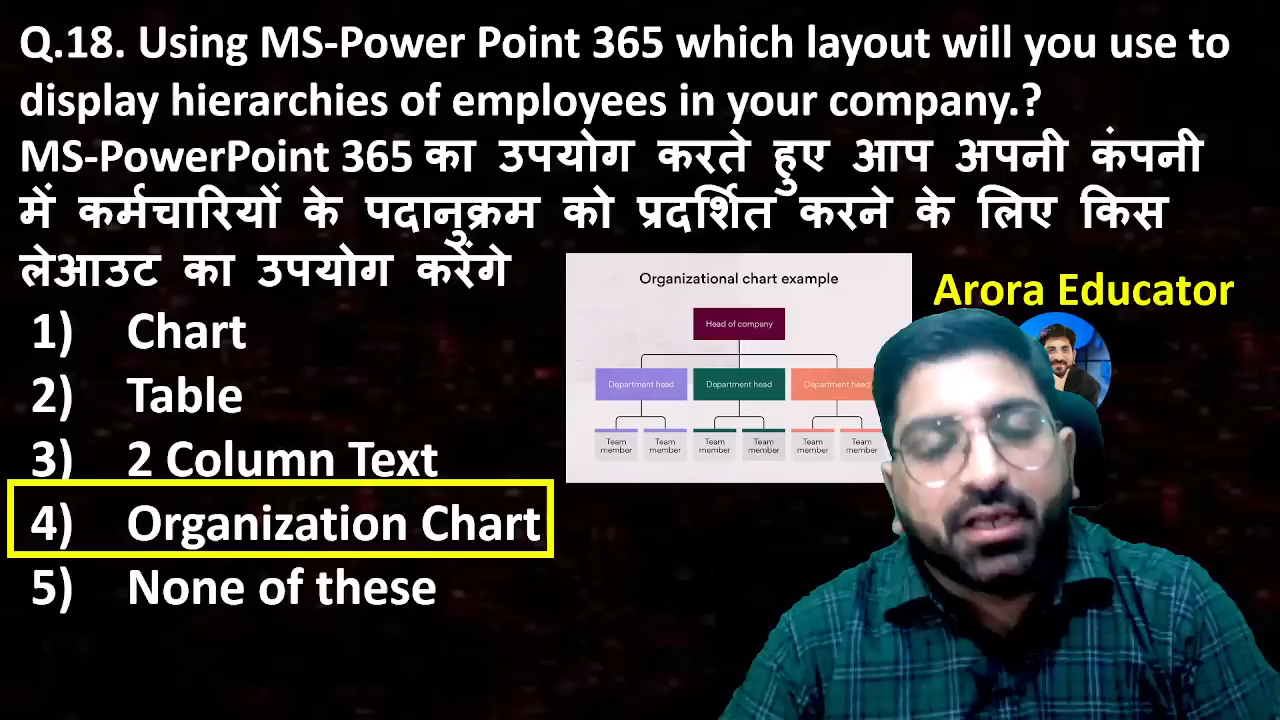 Q.18. Using MS-Power Point 365 which layout will you use to
display hierarchies of employees in your company.?
MS-PowerPoint 365 का उपयोग करते हुए आप अपनी कंपनी
में कर्मचारियों के पदानुक्रम को प्रदर्शित करने के लिए किस
लेआउट का उपयोग करेंगे
1) Chart
2) Table
3) 2 Column Text
4) Organization Chart
5) None of these
Organizational chart example
Head of company
Department head Department head Department head
Team Team Team Team Team Team
member member member member member member
Arora Educator